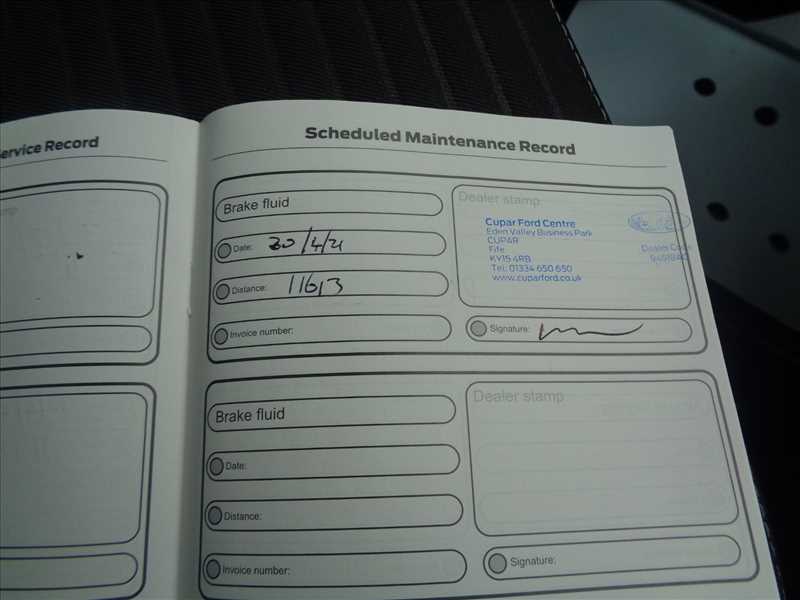 ervice Record
Scheduled Maintenance Record
Brake fluid
Date: 30/4/21
Distance: 11613
Invoice number:
Dealer stamp
Cupar Ford Centre
Eden Valley Business Park
CUPAR
Fife
KY15 4RB
Tel: 01334 650 650
www.cuparford.co.uk
Dealer Code
Signature:
Brake fluid
Date:
Distance:
Invoice number:
Dealer stamp
Signature: